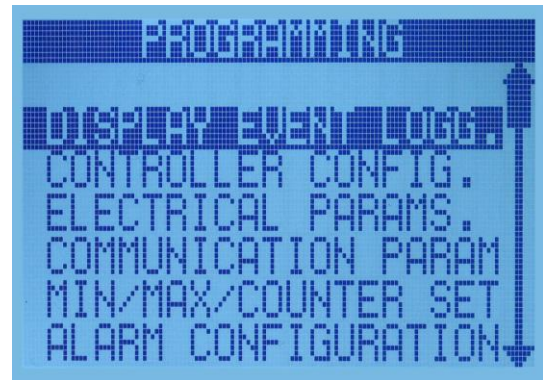 PROGRAMMING
DISPLAY EVENT LOGG.
CONTROLLER CONFIG.
ELECTRICAL PARAMS.
COMMUNICATION PARAM
MIN/MAX/COUNTER SET
ALARM CONFIGURATION